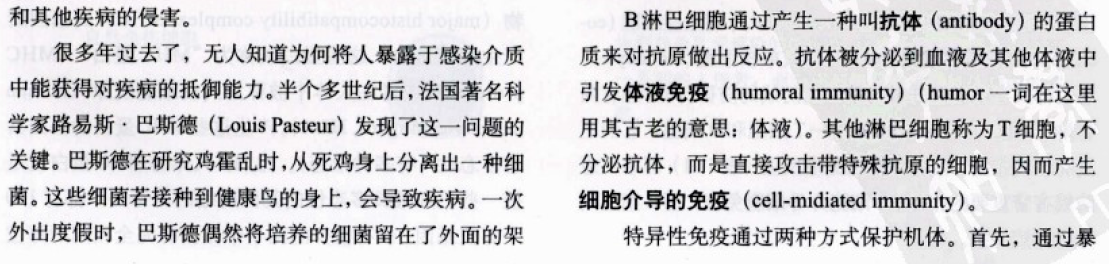 和其他疾病的侵害。
很多年过去了，无人知道为何将人暴露于感染介质
中能获得对疾病的抵御能力。半个多世纪后，法国著名科
学家路易斯·巴斯德（Louis Pasteur）发现了这一问题的
关键。巴斯德在研究鸡霍乱时，从死鸡身上分离出一种细
菌。这些细菌若接种到健康鸟的身上，会导致疾病。一次
外出度假时，巴斯德偶然将培养的细菌留在了外面的架
B淋巴细胞通过产生一种叫抗体（antibody）的蛋白
质来对抗原做出反应。抗体被分泌到血液及其他体液中
引发体液免疫（humoral immunity）（humor 一词在这里
用其古老的意思：体液）。其他淋巴细胞称为T细胞，不
分泌抗体，而是直接攻击带特殊抗原的细胞，因而产生
细胞介导的免疫（cell-midiated immunity）。
特异性免疫通过两种方式保护机体。首先，通过暴